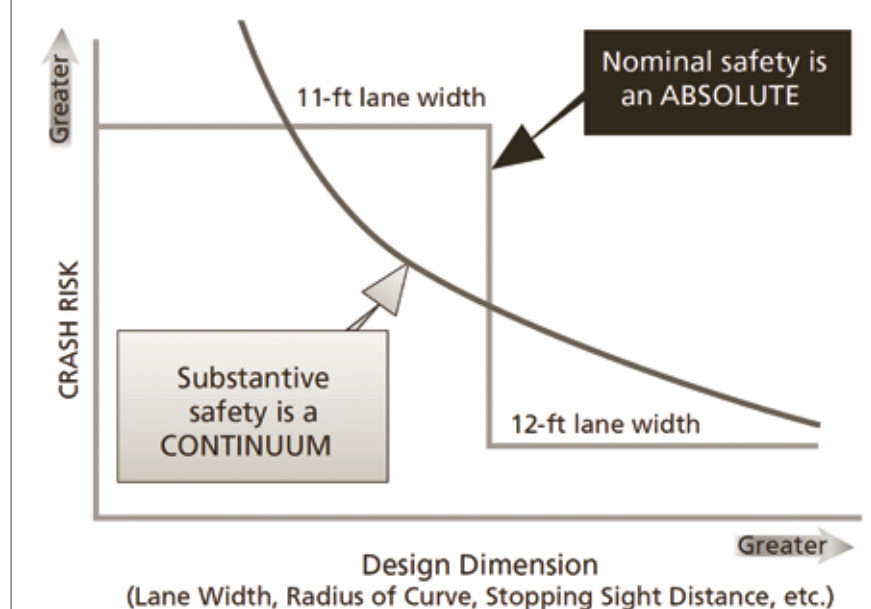 Greater
Nominal safety is
an ABSOLUTE
11-ft lane width
CRASH RISK
Substantive
safety is a
CONTINUUM
12-ft lane width
Greater
Design Dimension
(Lane Width, Radius of Curve, Stopping Sight Distance, etc.)